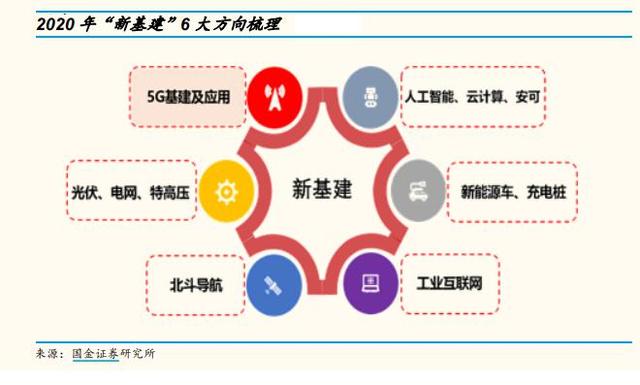 2020 年“新基建”6 大方向梳理
5G基建及应用
人工智能、云计算、安可
光伏、电网、特高压
新基建
新能源车、充电桩
北斗导航
工业互联网
来源：国金证券研究所